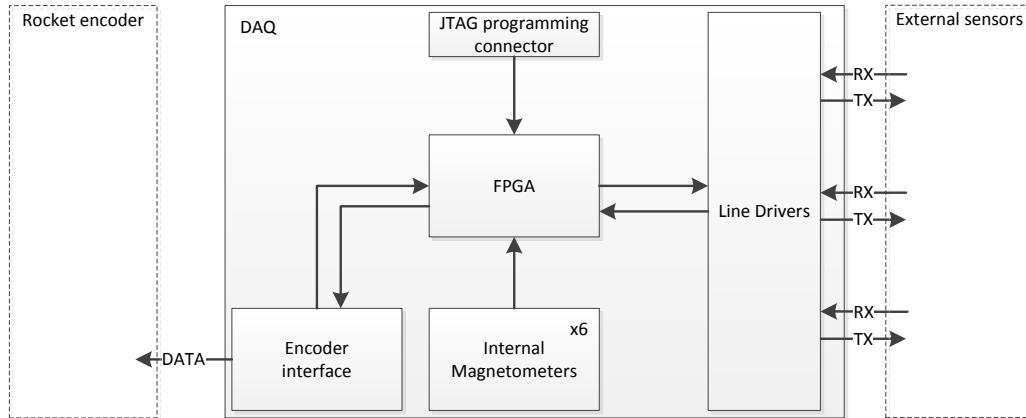 Rocket encoder
DAQ
JTAG programming
connector
External sensors
RX
TX
FPGA
Line Drivers
RX
TX
x6
Encoder
interface
Internal
Magnetometers
DATA
RX
TX